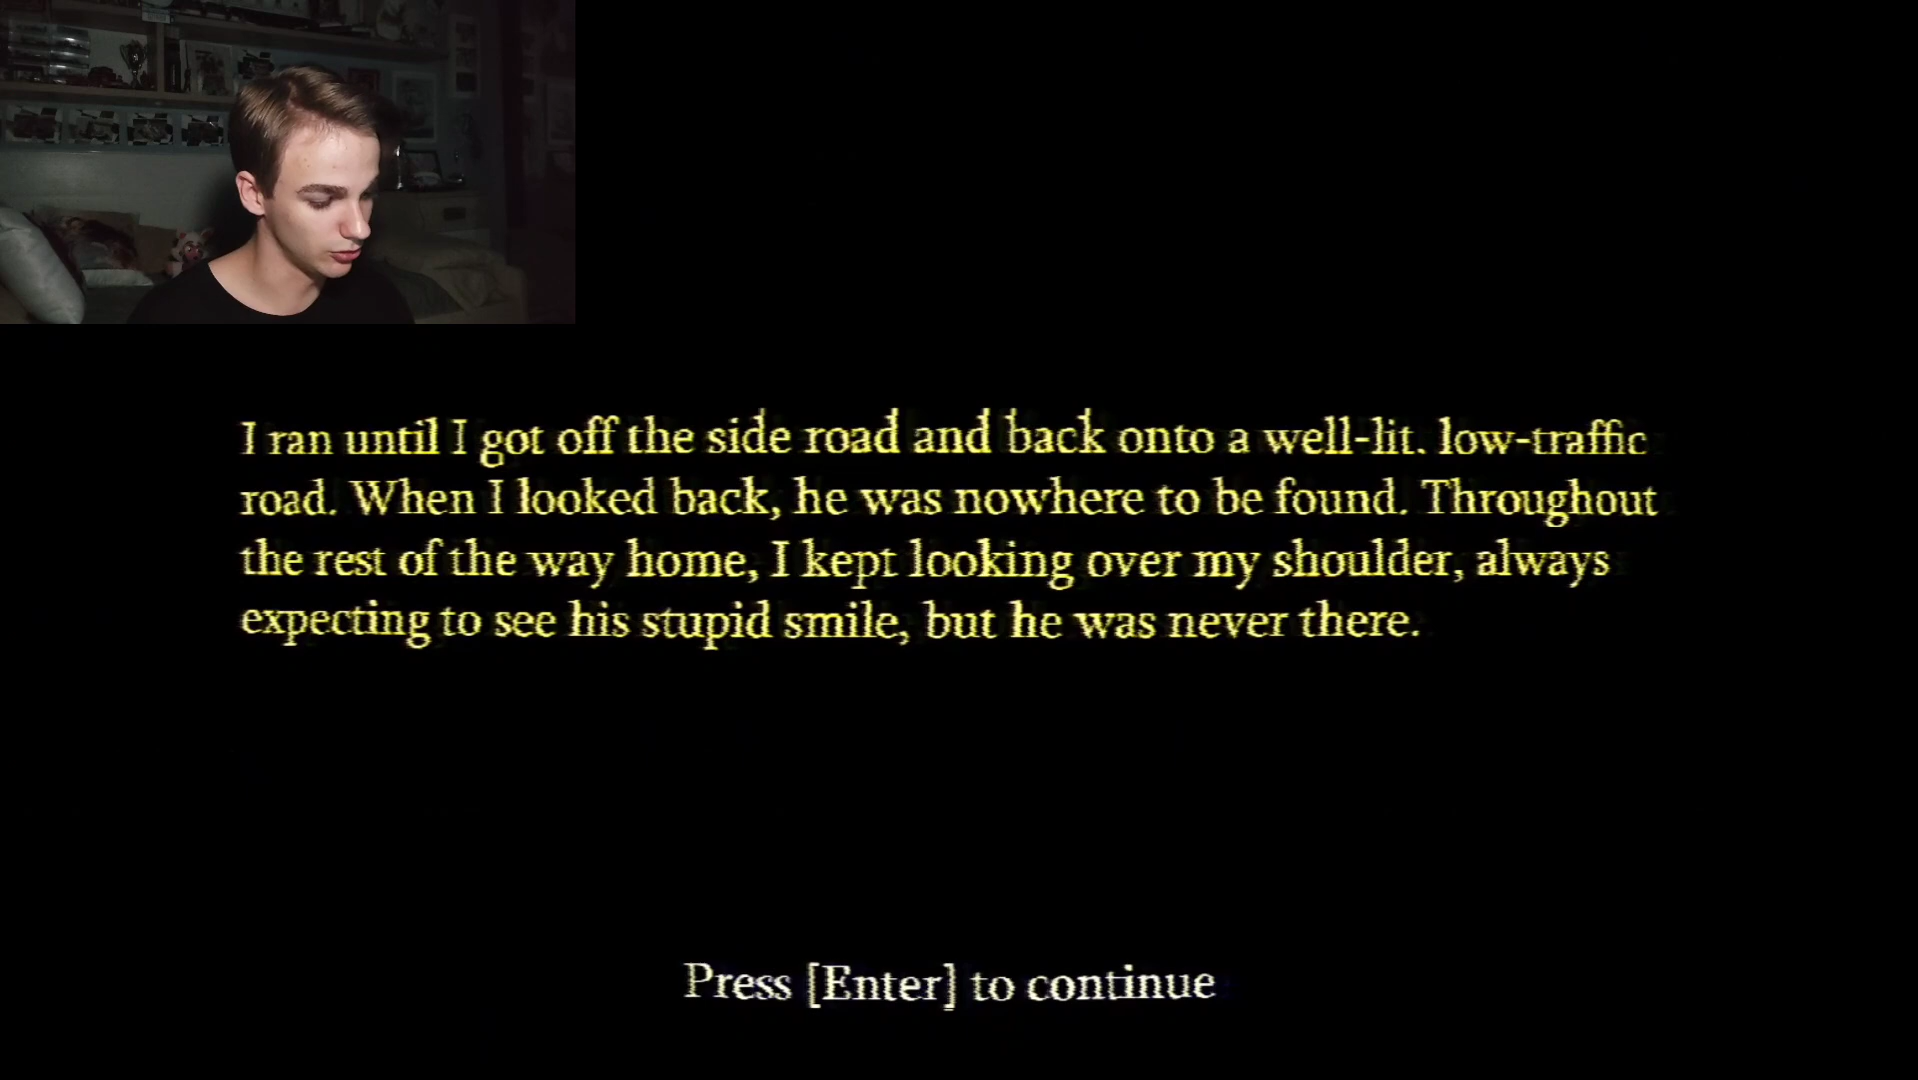 I ran until I got off the side road and back onto a well-lit. low-traffic
road. When I looked back, he was nowhere to be found. Throughout
the rest of the way home, I kept looking over my shoulder, always
expecting to see his stupid smile, but he was never there.
Press [Enter] to continue